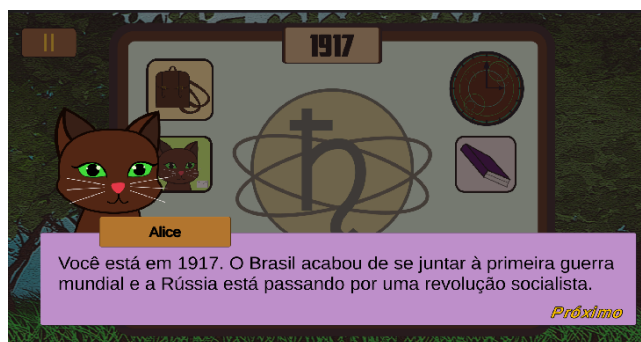 1917
Alice
Você está em 1917. O Brasil acabou de se juntar à primeira guerra
mundial e a Rússia está passando por uma revolução socialista.
Próximo